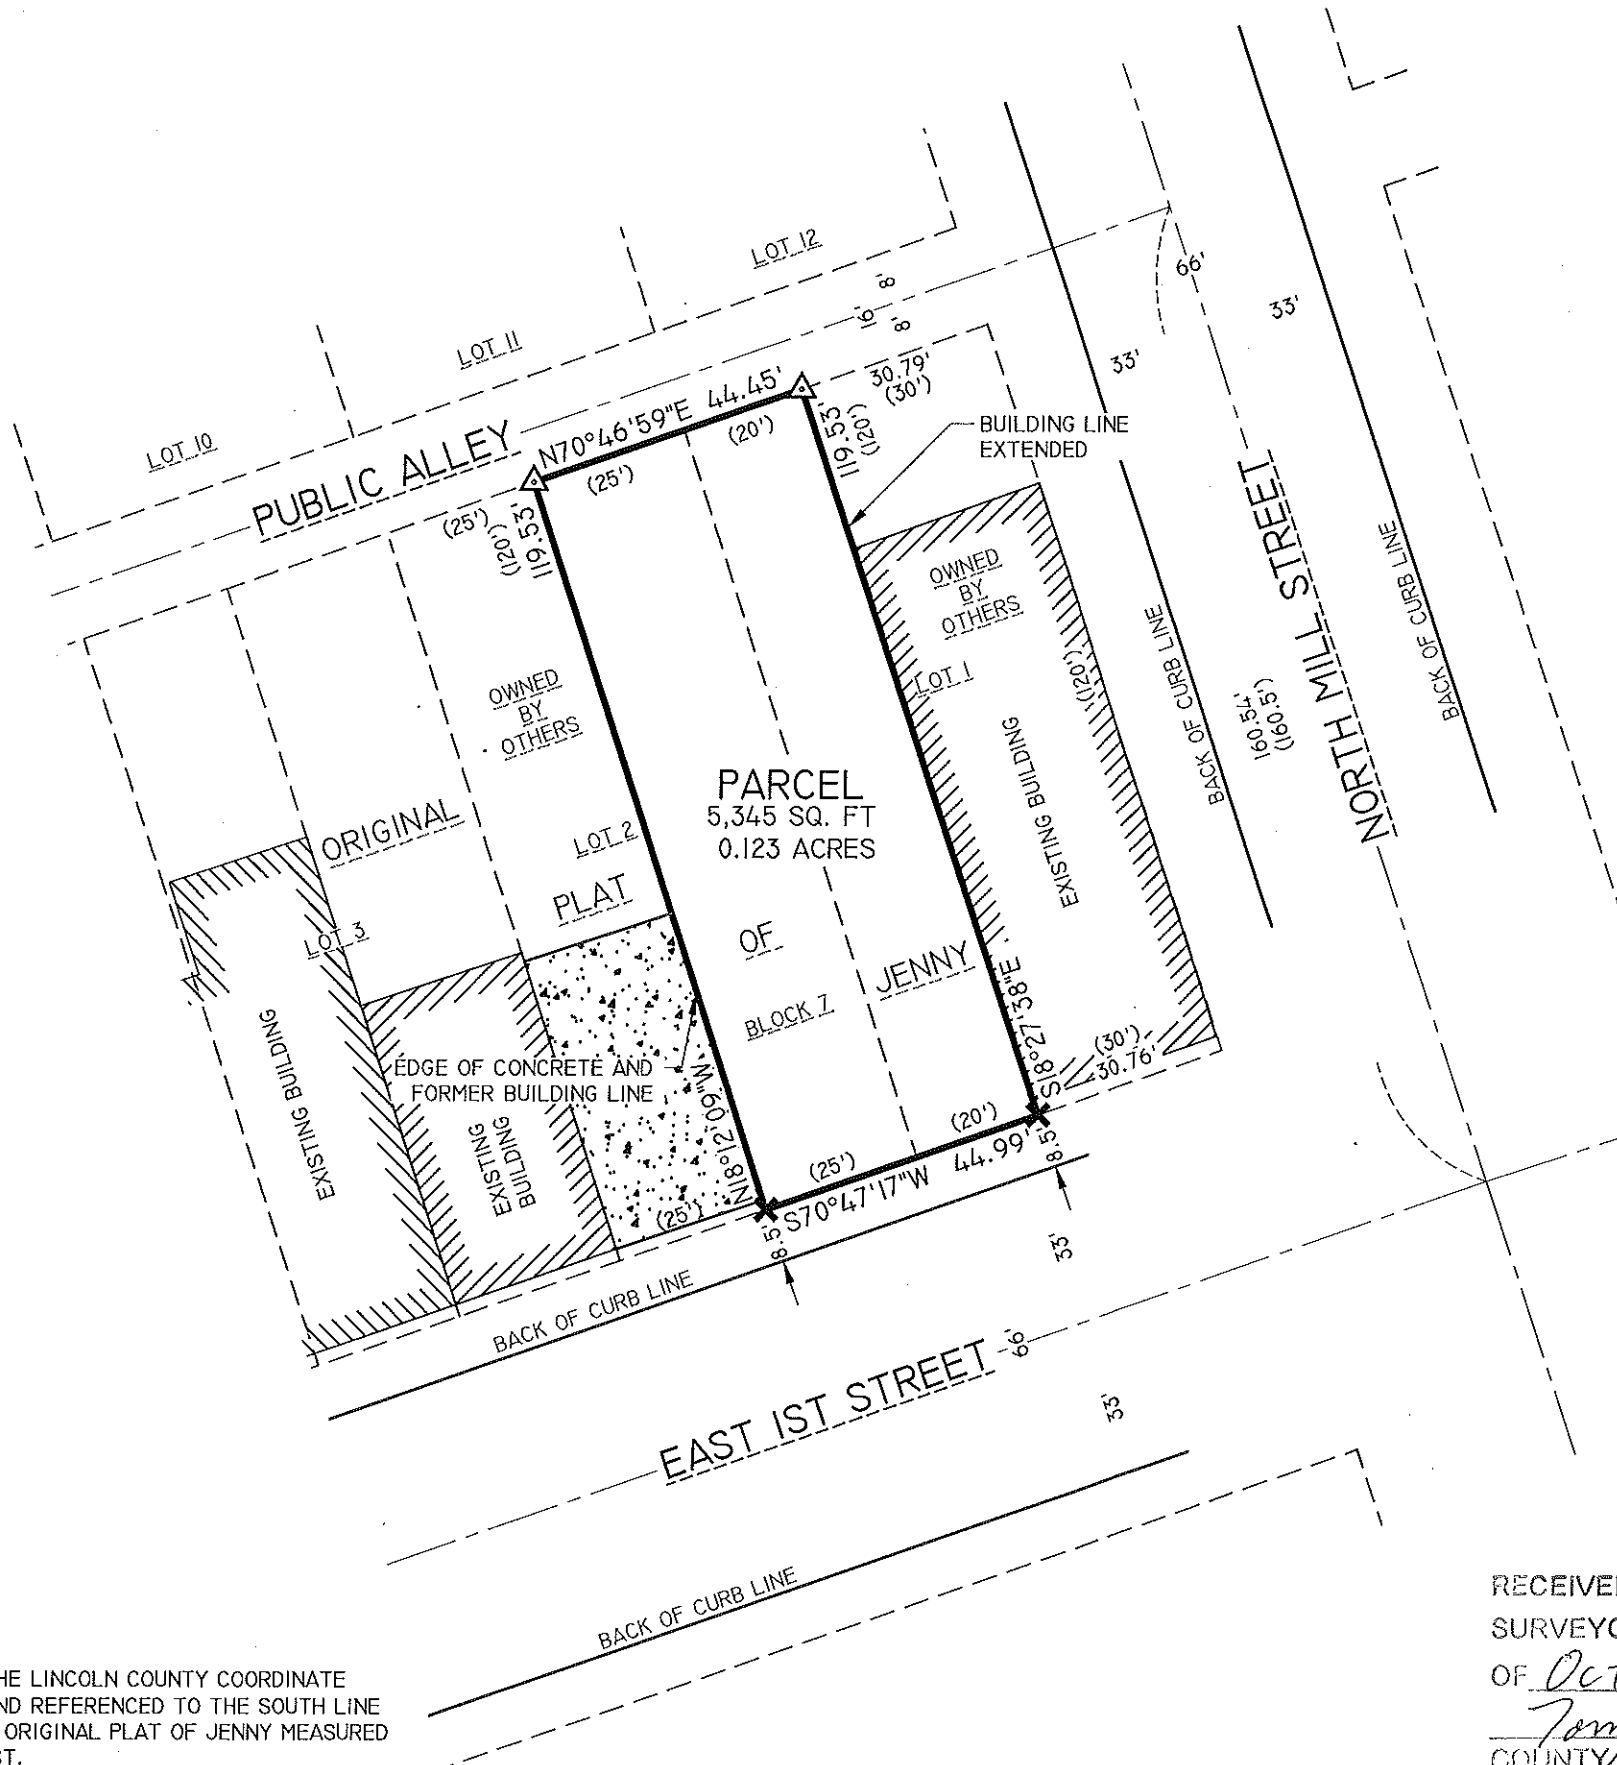 LOT 12
66'
8'
16'
8'
33'
LOT 11
33'
30.79'
(30')
N70°46'59"E 44.45'
(20')
119.53'
(120')
BUILDING LINE
EXTENDED
LOT 10
PUBLIC ALLEY
(25')
(25')
119.53'
(120')
NORTH MILL STREET
BACK OF CURB LINE
BACK OF CURB LINE
160.54'
(160.5')
OWNED
BY
OTHERS
LOT 1
(120')
EXISTING BUILDING
OWNED
BY
OTHERS
PARCEL
5,345 SQ. FT
0.123 ACRES
ORIGINAL
LOT 2
PLAT
OF
JENNY
LOT 3
BLOCK 7
EXISTING BUILDING
EDGE OF CONCRETE AND
FORMER BUILDING LINE
EXISTING
BUILDING
N18°12'09"W
S18°27'38"E
(30')
30.76'
(20')
(25')
(25')
S70°47'17"W 44.99'
8.5'
8.5'
33'
BACK OF CURB LINE
66'
EAST 1ST STREET
33'
BACK OF CURB LINE
HE LINCOLN COUNTY COORDINATE
ND REFERENCED TO THE SOUTH LINE
ORIGINAL PLAT OF JENNY MEASURED
ST.
RECEIVE
SURVEYO
OF Oct
Tom
COUNTY